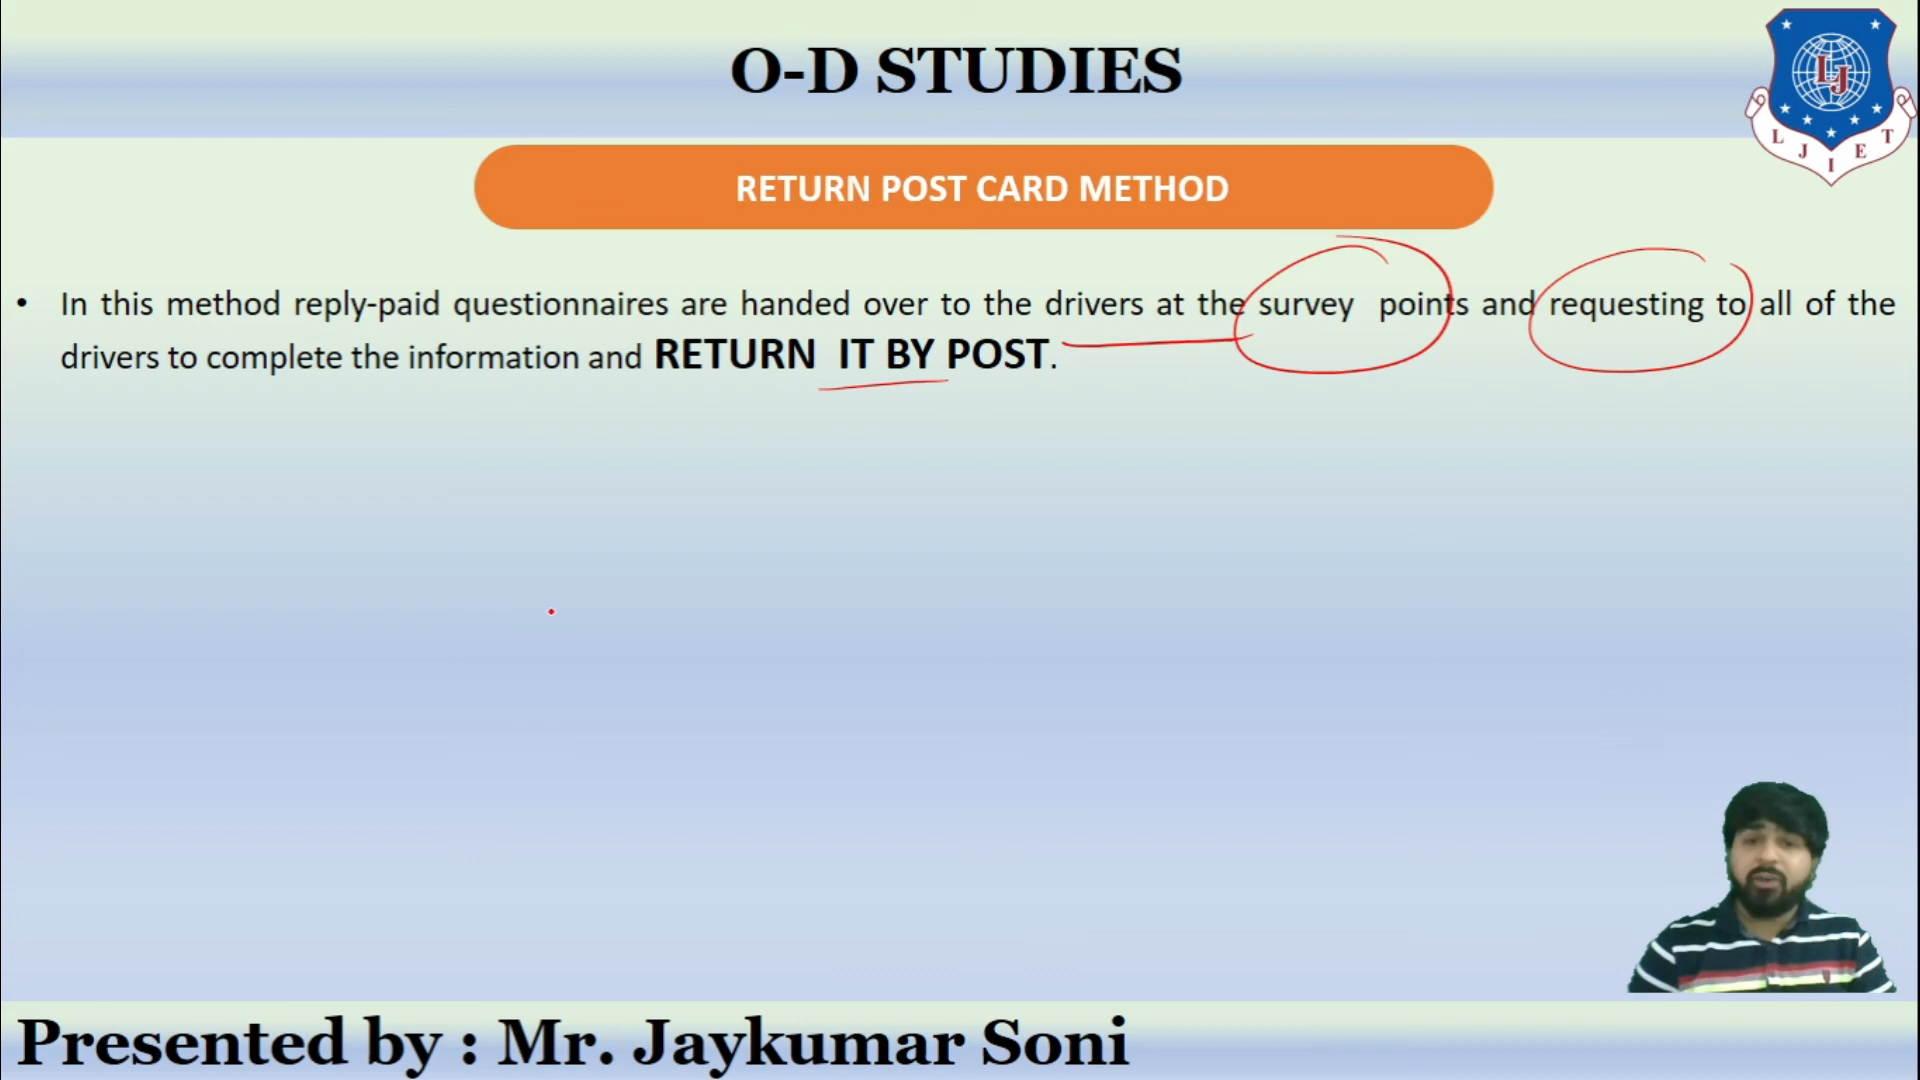 O-D STUDIES
LJ
L J I E T
RETURN POST CARD METHOD
• In this method reply-paid questionnaires are handed over to the drivers at the survey points and requesting to all of the
drivers to complete the information and RETURN IT BY POST.
Presented by : Mr. Jaykumar Soni